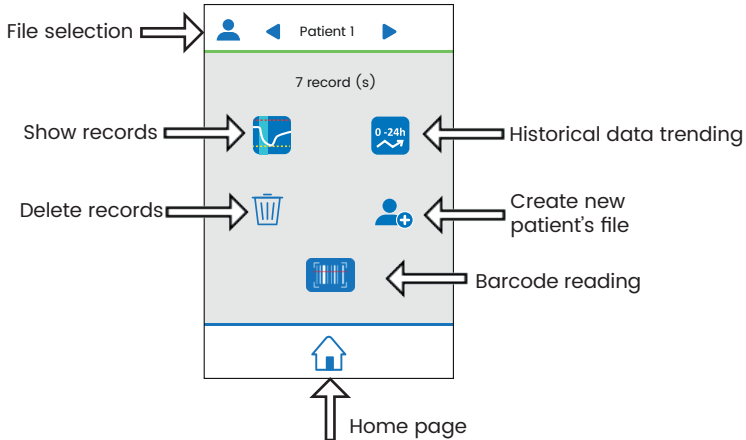 File selection
Patient 1
7 record (s)
Show records
0 -24h
Historical data trending
Delete records
Create new
patient's file
Barcode reading
Home page